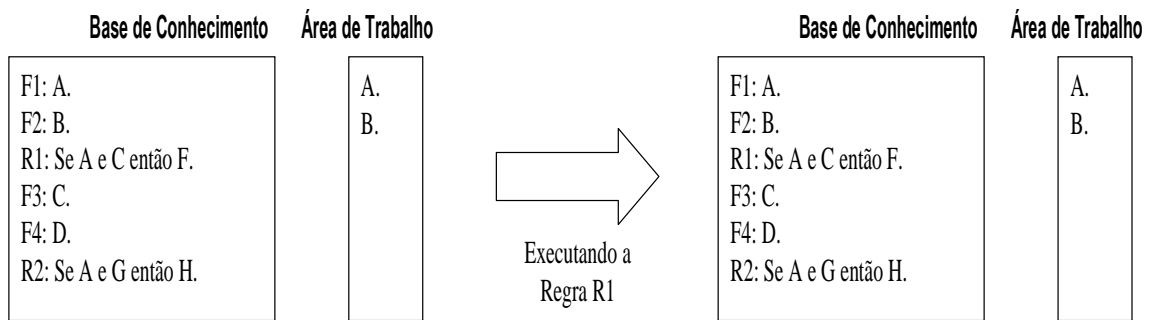 Base de Conhecimento
Área de Trabalho
F1: A.
F2: B.
R1: Se A e C então F.
F3: C.
F4: D.
R2: Se A e G então H.
A.
B.
Executando a
Regra R1
Base de Conhecimento
Área de Trabalho
F1: A.
F2: B.
R1: Se A e C então F.
F3: C.
F4: D.
R2: Se A e G então H.
A.
B.